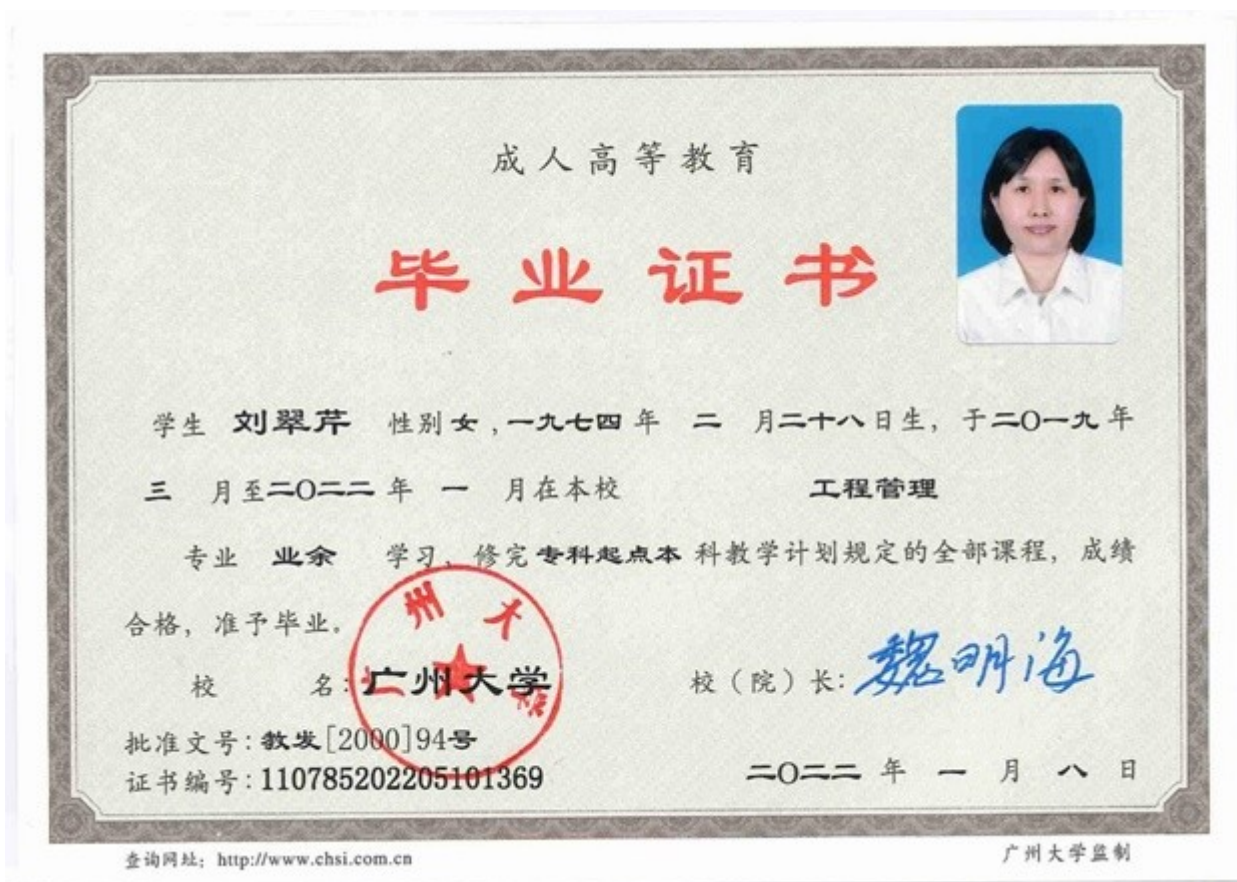 成人高等教育
毕业证书
学生 刘翠芹 性别 女 , 一九七四 年 二 月 二十八 日生, 于 二〇一九 年
三 月至 二〇二二 年 一 月在本校 工程管理
专业 业余 学习、修完 专科起点本 科教学计划规定的全部课程, 成绩
合格, 准予毕业。
广州大学
校 名: 广州大学 校(院)长: 魏明海
批准文号: 教发[2000]94号
证书编号: 110785202205101369 二〇二二 年 一 月 八 日
查询网址: http://www.chsi.com.cn 广州大学监制